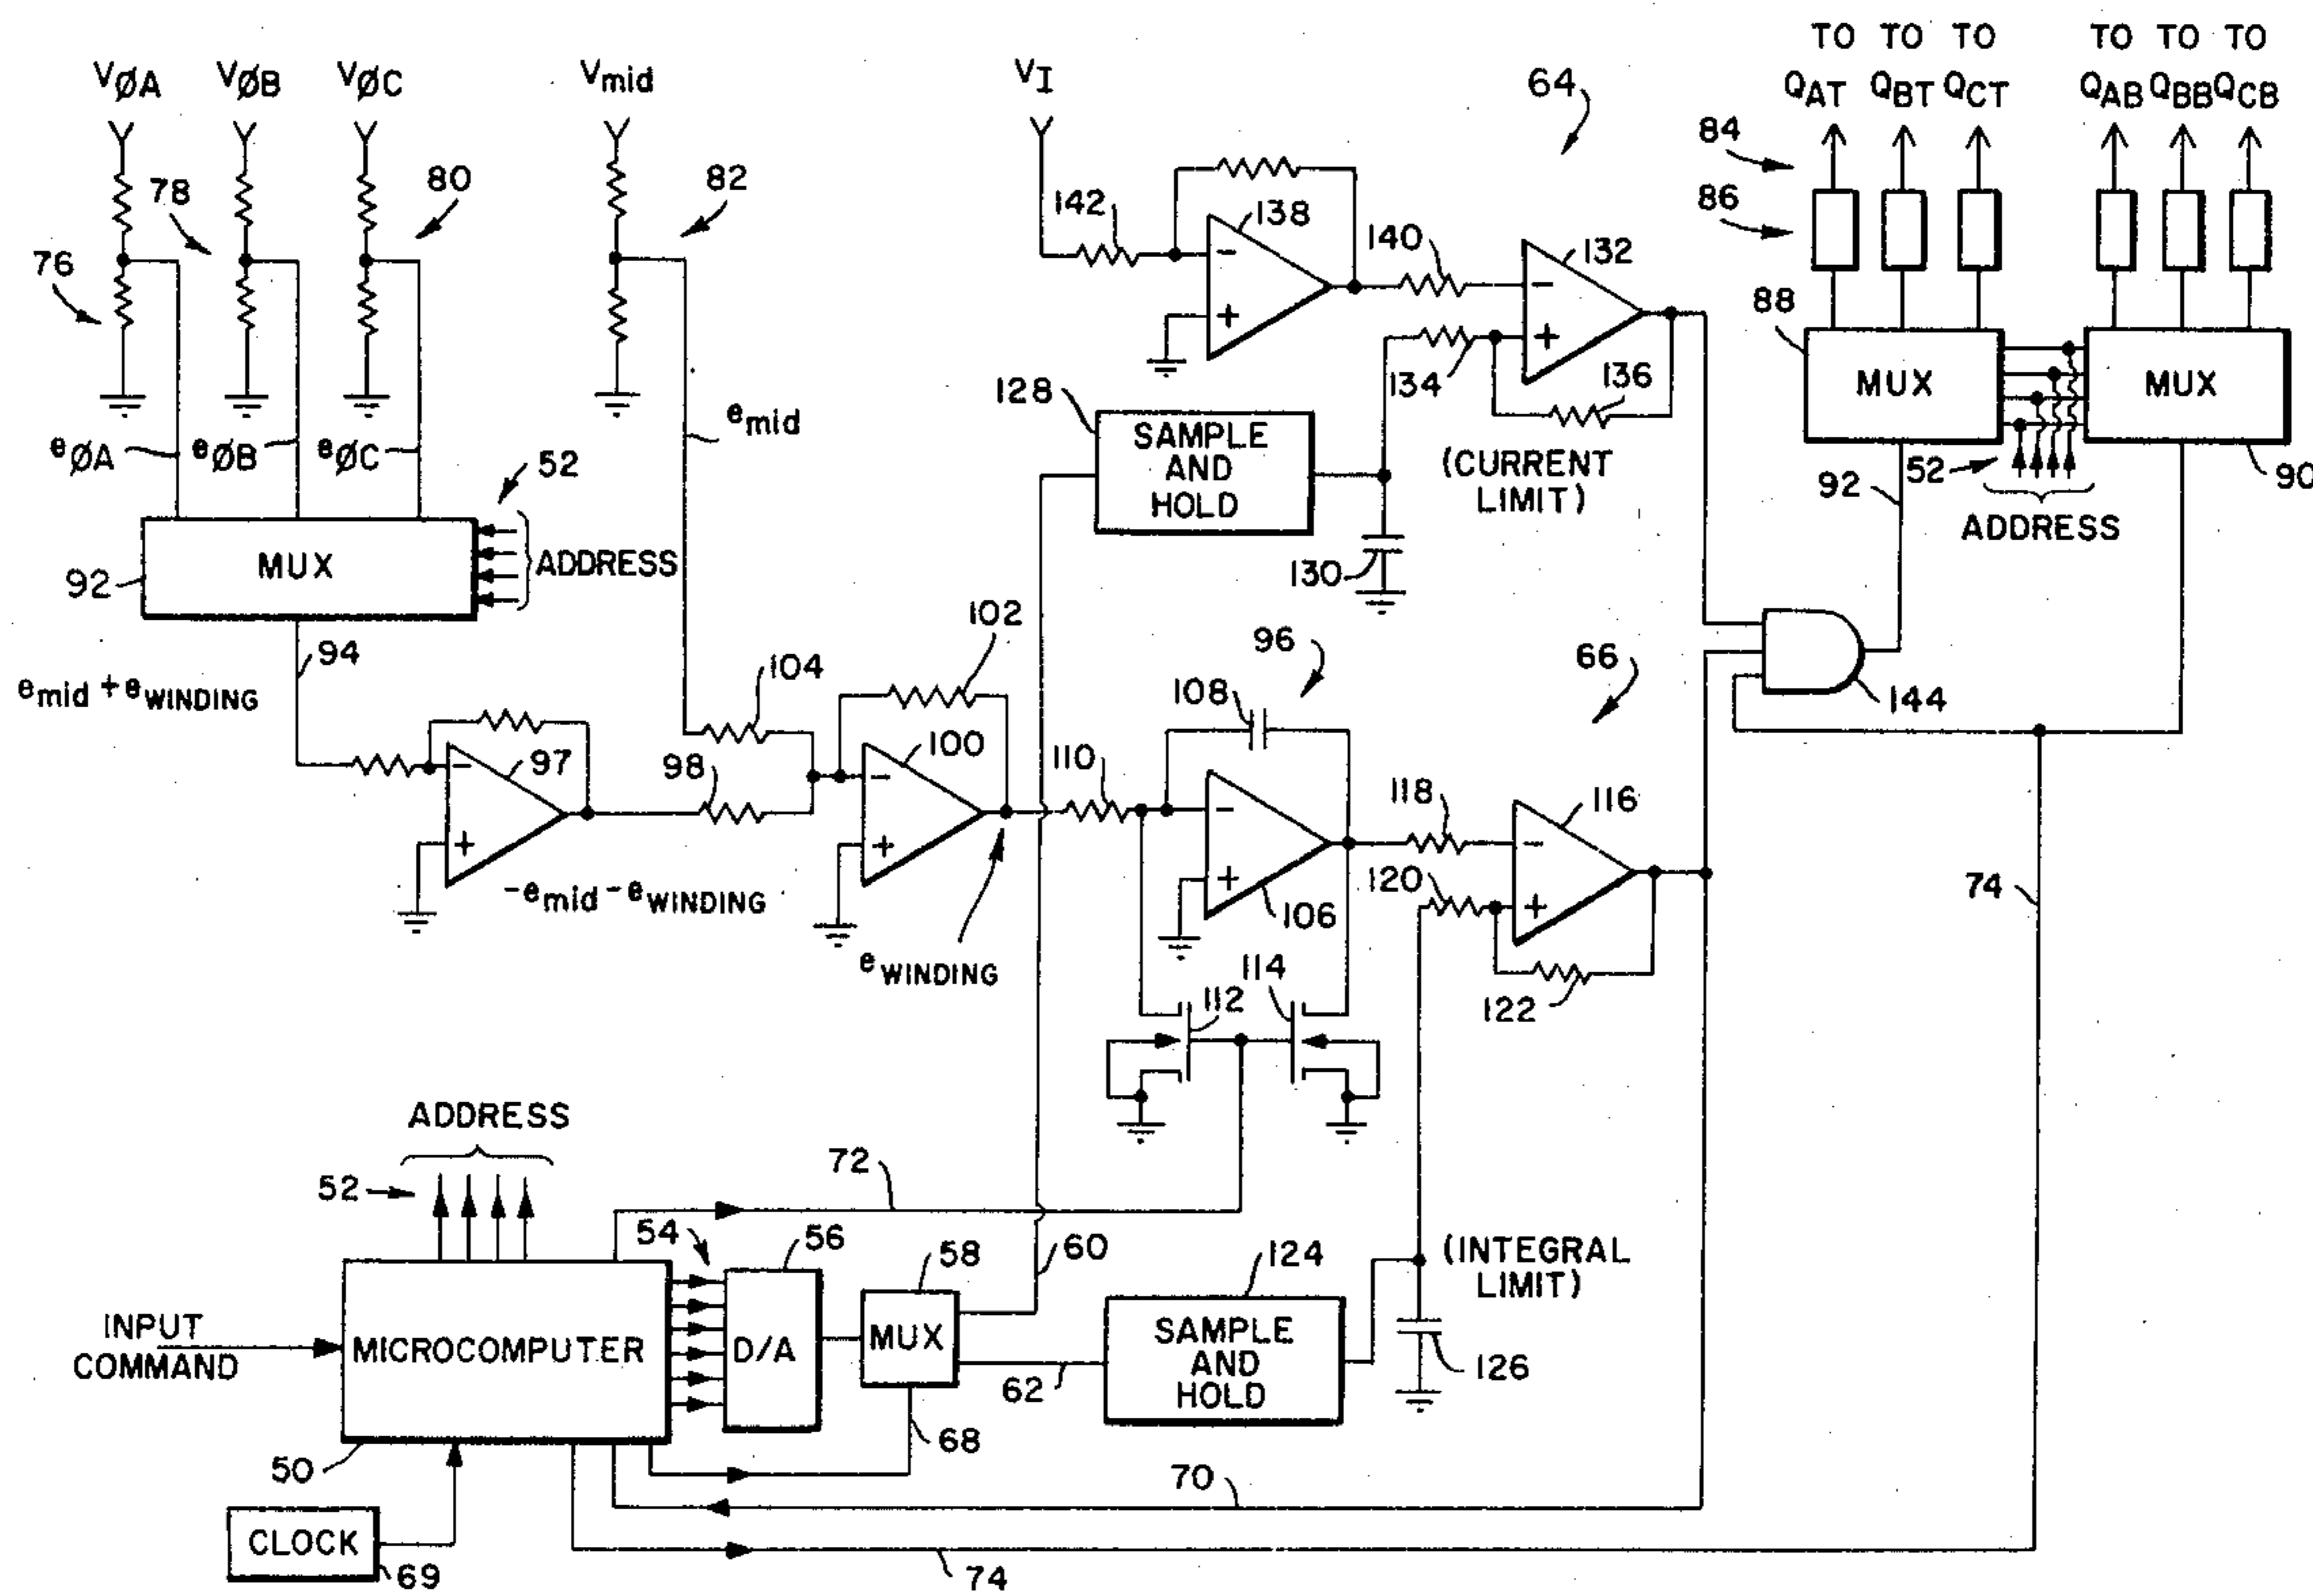 TO TO TO TO TO TO
QAT QBT QCT QAB QBB QCB
VØA VØB VØC Vmid VI
64
84
86
78
80
82
76
142
138
140
132
88
MUX
MUX
134
136
128
SAMPLE
AND
HOLD
(CURRENT
LIMIT)
130
52
92
90
ADDRESS
emid
eØA
eØB
eØC
52
MUX
ADDRESS
92
94
emid + eWINDING
104
102
96
108
66
144
97
98
100
110
118
116
120
106
74
-emid - eWINDING
eWINDING
112
114
122
ADDRESS
52
72
54
56
58
60
124
(INTEGRAL
LIMIT)
INPUT
COMMAND
MICROCOMPUTER
D/A
MUX
SAMPLE
AND
HOLD
126
62
68
50
70
CLOCK
69
74
- + - + - + - + - + - +